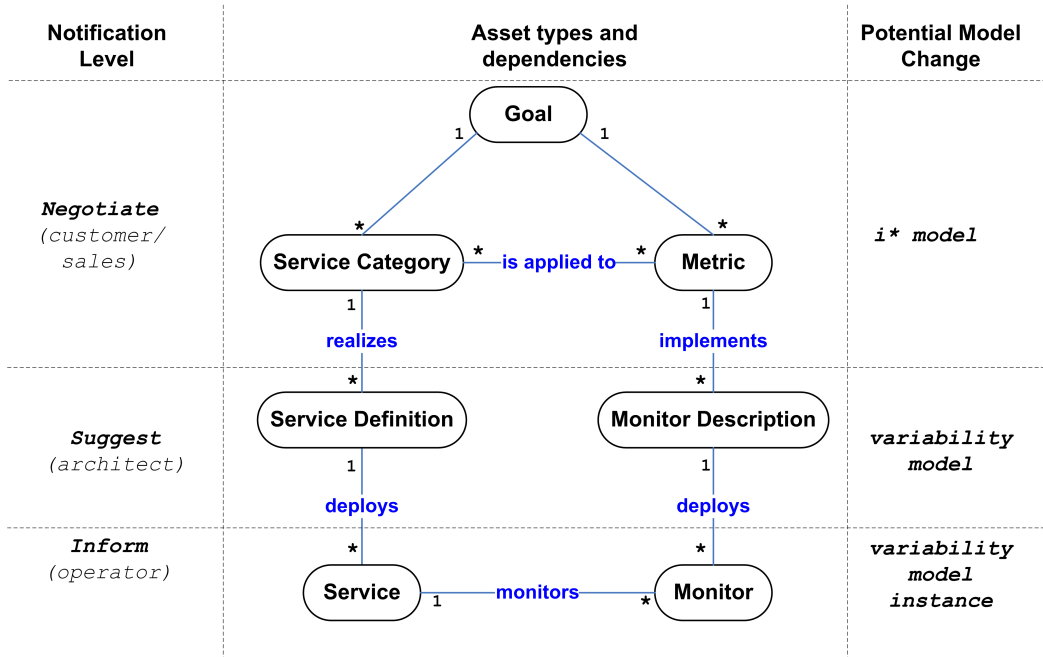 Notification
Level
Asset types and
dependencies
Potential Model
Change
Goal
1
1
Negotiate
(customer/
sales)
*
*
i* model
Service Category
*
is applied to
*
Metric
1
1
realizes
implements
*
*
Suggest
(architect)
Service Definition
Monitor Description
variability
model
1
1
deploys
deploys
Inform
(operator)
*
*
variability
model
instance
Service
1
monitors
*
Monitor